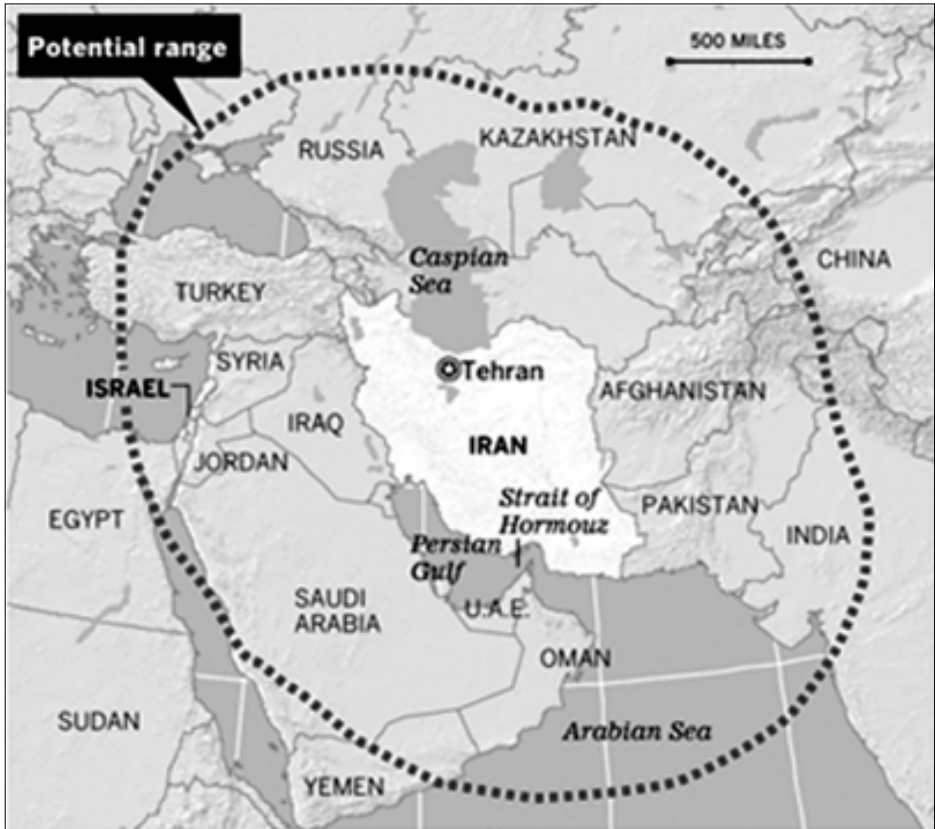 Potential range
500 MILES
KAZAKHSTAN
RUSSIA
Caspian
Sea
CHINA
TURKEY
SYRIA
Tehran
ISRAEL
AFGHANISTAN
IRAQ
IRAN
JORDAN
Strait of
Hormouz
PAKISTAN
EGYPT
INDIA
Persian
Gulf
SAUDI
ARABIA
U.A.E.
OMAN
SUDAN
Arabian Sea
YEMEN